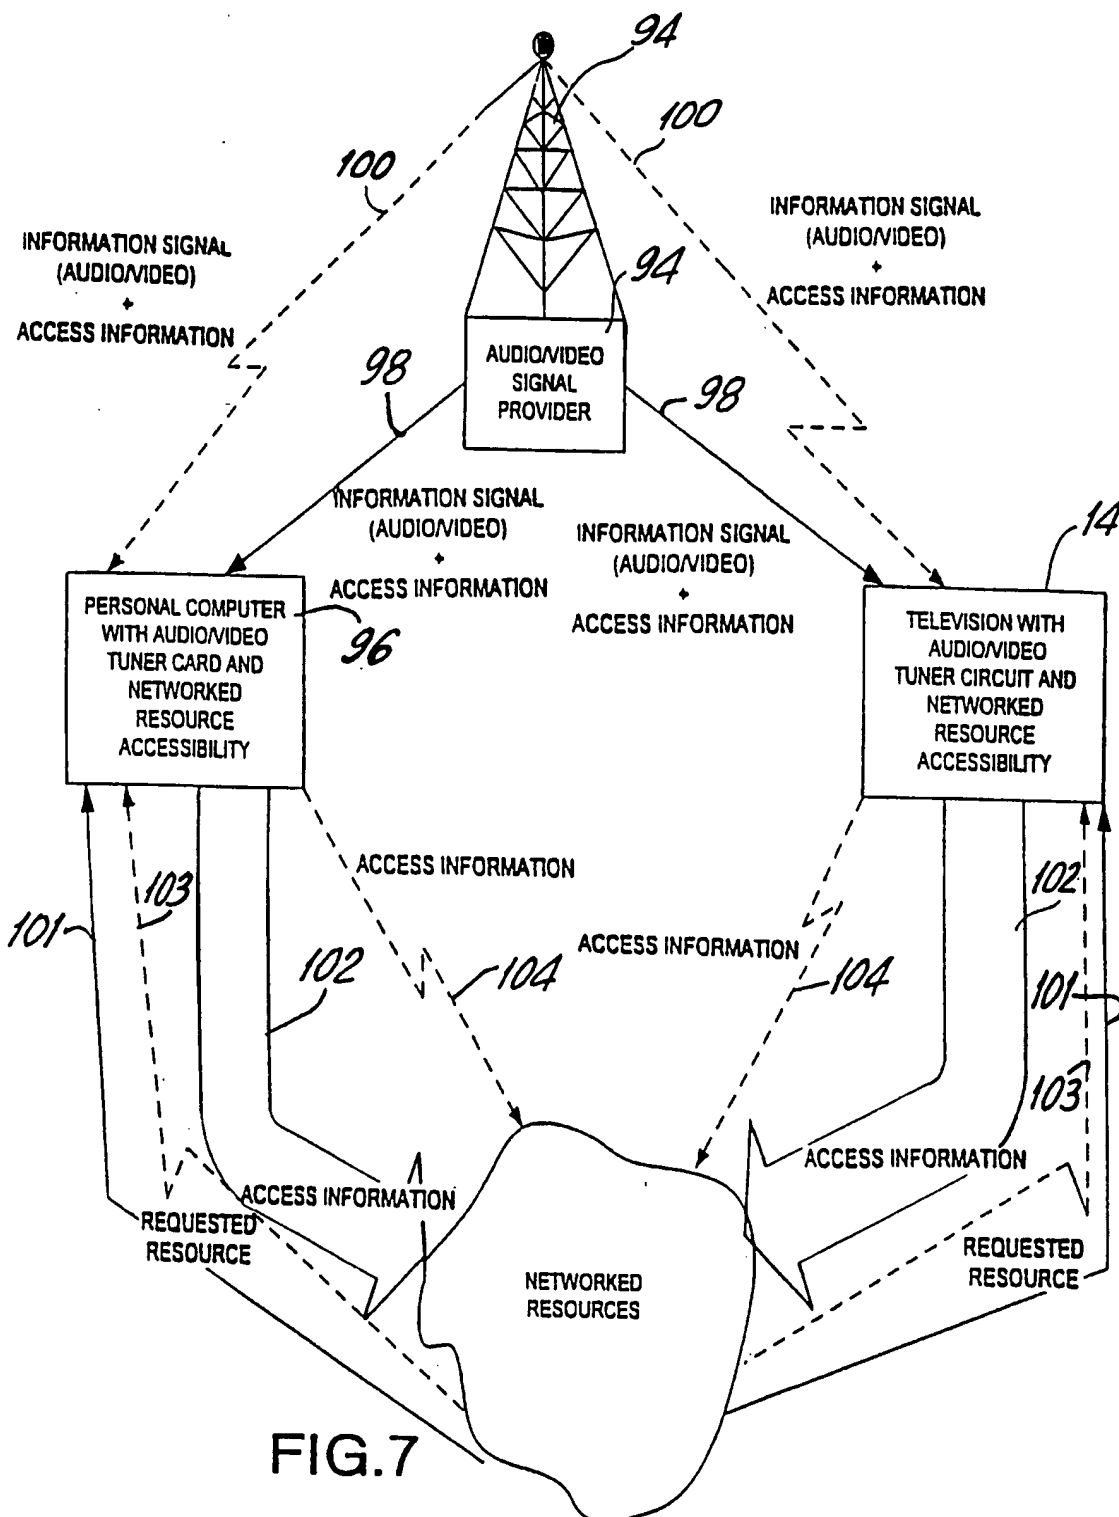 94
100
100
INFORMATION SIGNAL
(AUDIO/VIDEO)
+
ACCESS INFORMATION
INFORMATION SIGNAL
(AUDIO/VIDEO)
+
ACCESS INFORMATION
94
AUDIO/VIDEO
SIGNAL
PROVIDER
98
98
INFORMATION SIGNAL
(AUDIO/VIDEO)
+
ACCESS INFORMATION
INFORMATION SIGNAL
(AUDIO/VIDEO)
+
ACCESS INFORMATION
14
PERSONAL COMPUTER
WITH AUDIO/VIDEO
TUNER CARD AND
NETWORKED
RESOURCE
ACCESSIBILITY
96
TELEVISION WITH
AUDIO/VIDEO
TUNER CIRCUIT AND
NETWORKED
RESOURCE
ACCESSIBILITY
ACCESS INFORMATION
ACCESS INFORMATION
101
103
102
104
104
102
101
103
ACCESS INFORMATION
ACCESS INFORMATION
REQUESTED
RESOURCE
REQUESTED
RESOURCE
NETWORKED
RESOURCES
FIG.7